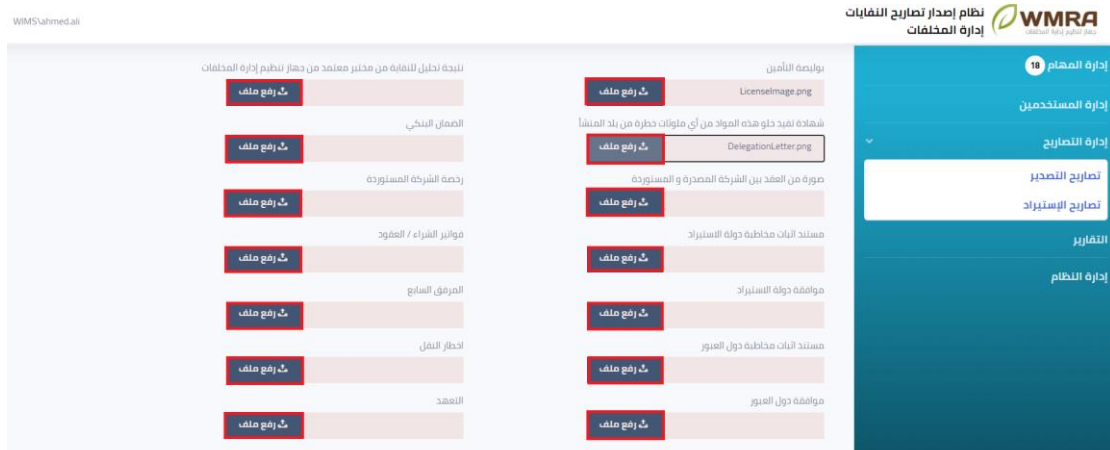 WIMS\ahmed.ali
نظام إصدار تصاريح النفايات
إدارة المخلفات
WMRA
جهاز تنظيم إدارة المخلفات
إدارة المهام 18
إدارة المستخدمين
إدارة التصاريح
تصاريح التصدير
تصاريح الإستيراد
التقارير
إدارة النظام
بوليصة التأمين
LicenseImage.png
رفع ملف
نتيجة تحليل للنفاية من مختبر معتمد من جهاز تنظيم إدارة المخلفات
رفع ملف
شهادة تفيد خلو هذه المواد من أي ملوثات خطرة من بلد المنشأ
DelegationLetter.png
رفع ملف
الضمان البنكي
رفع ملف
صورة من العقد بين الشركة المصدرة و المستوردة
رفع ملف
رخصة الشركة المستوردة
رفع ملف
مستند اثبات مخاطبة دولة الاستيراد
رفع ملف
فواتير الشراء / العقود
رفع ملف
موافقة دولة الاستيراد
رفع ملف
المرفق السابع
رفع ملف
مستند اثبات مخاطبة دول العبور
رفع ملف
اخطار النقل
رفع ملف
موافقة دول العبور
رفع ملف
التعهد
رفع ملف